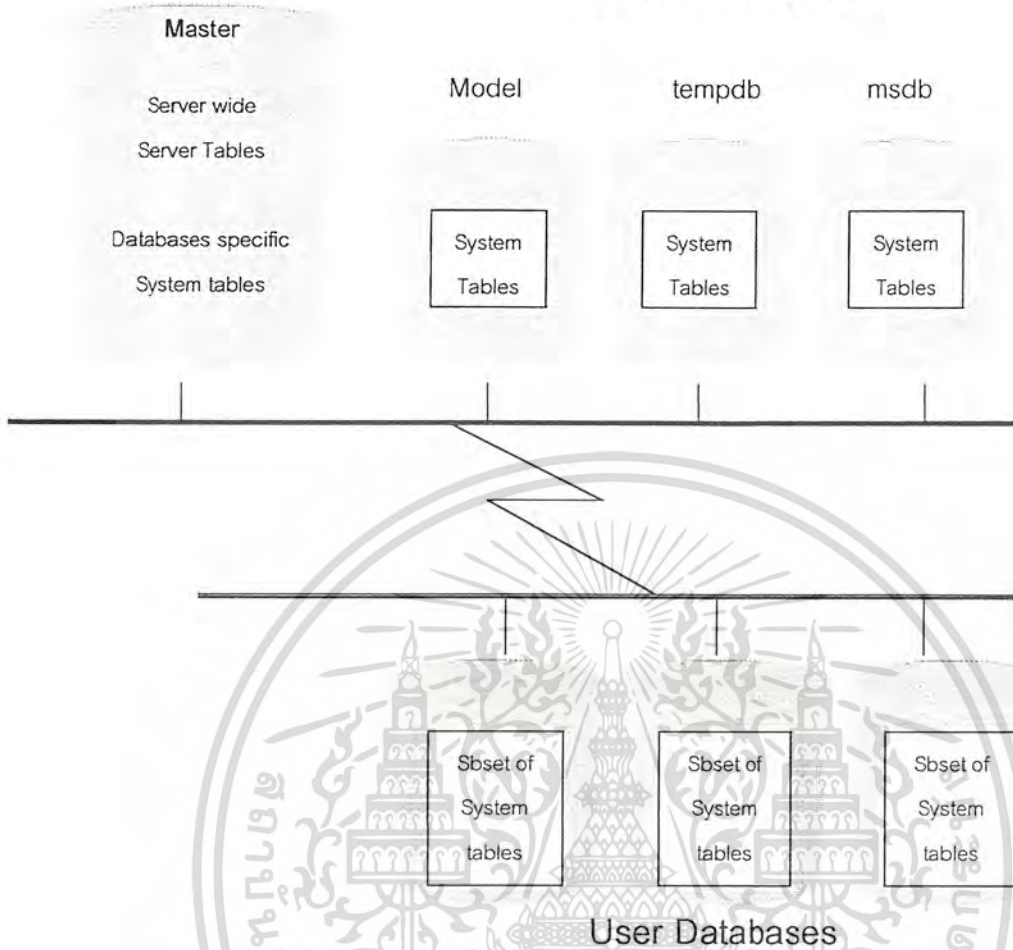 Master
Server wide
Server Tables
Databases specific
System tables
Model
System
Tables
tempdb
System
Tables
msdb
System
Tables
Sbset of
System
tables
Sbset of
System
tables
Sbset of
System
tables
User Databases